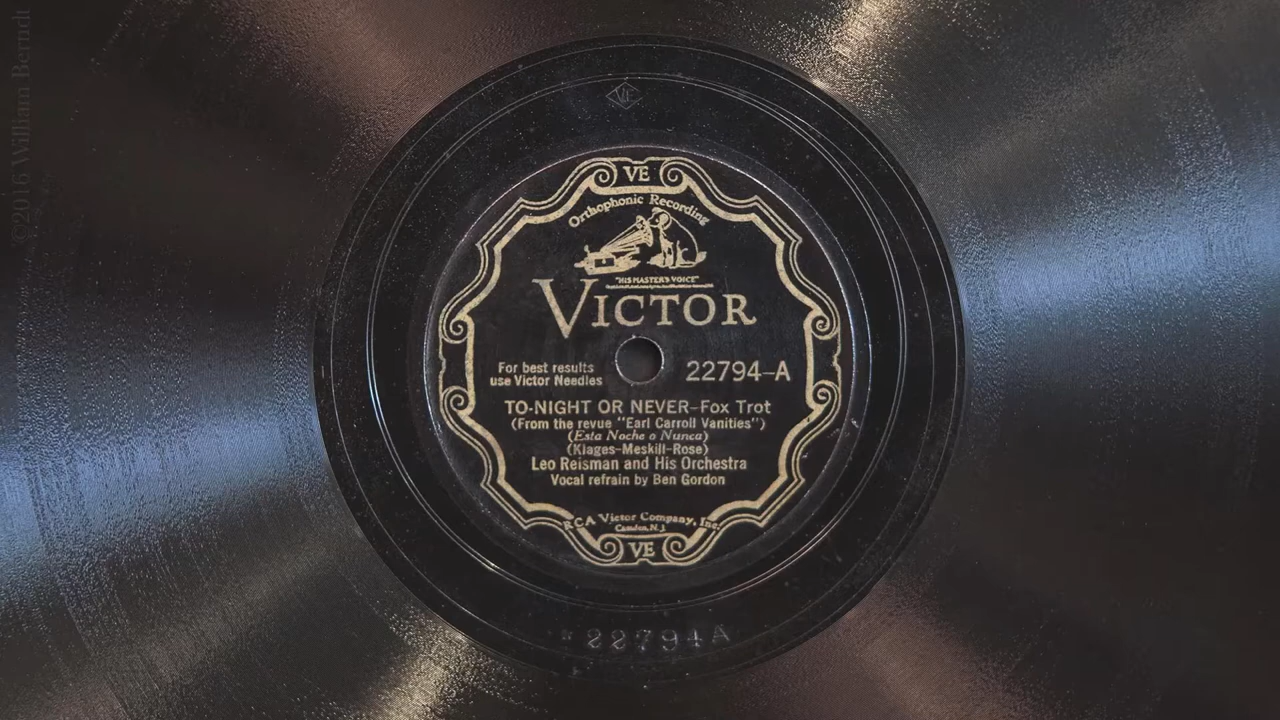 ©2016 William Berndt
VE
VE
Orthophonic Recording
"HIS MASTER'S VOICE"
VICTOR
For best results
use Victor Needles
22794-A
TO-NIGHT OR NEVER-Fox Trot
(From the revue "Earl Carroll Vanities")
(Esta Noche o Nunca)
(Klages-Meskill-Rose)
Leo Reisman and His Orchestra
Vocal refrain by Ben Gordon
RCA Victor Company, Inc.
Camden, N.J.
VE
22794A